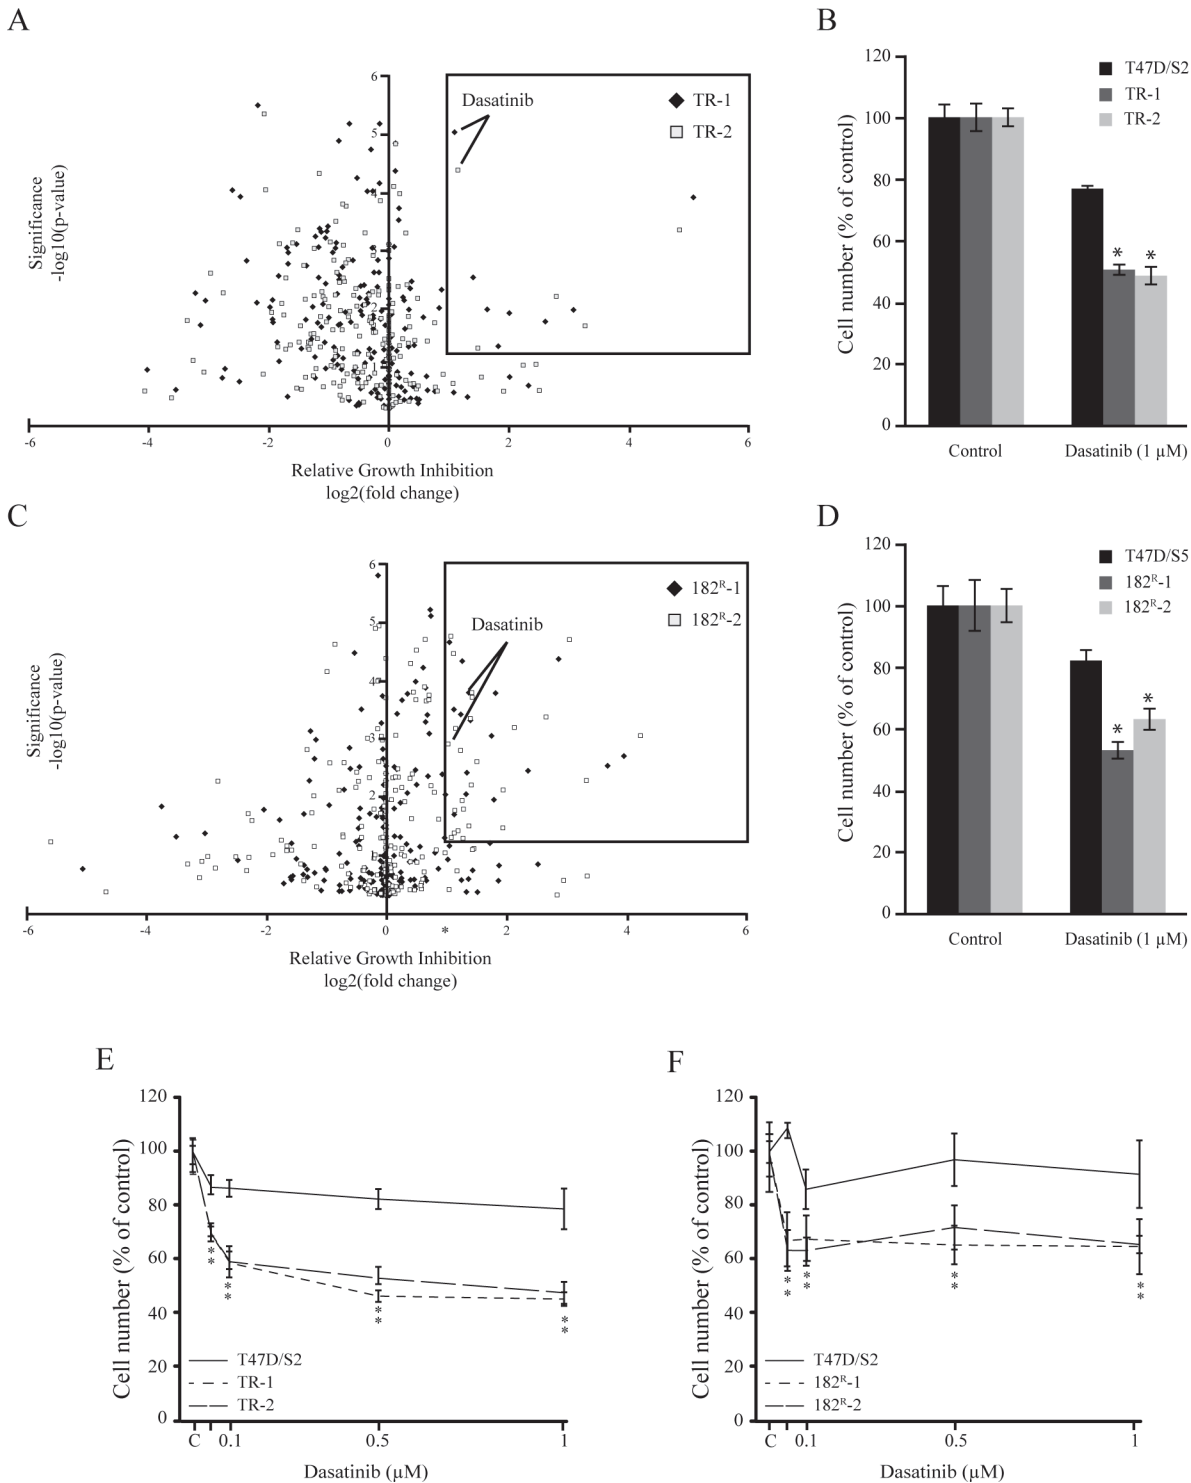 A
Significance
-log10(p-value)
6
5
4
3
2
1
Dasatinib
TR-1
TR-2
-6
-4
-2
0
2
4
6
Relative Growth Inhibition
log2(fold change)
B
Cell number (% of control)
120
100
80
60
40
20
0
T47D/S2
TR-1
TR-2
* *
Control
Dasatinib (1 µM)
C
Significance
-log10(p-value)
6
5
4
3
2
1
Dasatinib
182ᴿ-1
182ᴿ-2
-6
-4
-2
0
*
2
4
6
Relative Growth Inhibition
log2(fold change)
D
Cell number (% of control)
120
100
80
60
40
20
0
T47D/S5
182ᴿ-1
182ᴿ-2
* *
Control
Dasatinib (1 µM)
E
Cell number (% of control)
120
100
80
60
40
20
0
* * * *
* * * *
T47D/S2
TR-1
TR-2
C
0.1
0.5
1
Dasatinib (µM)
F
Cell number (% of control)
120
100
80
60
40
20
0
* * * *
* * * *
T47D/S2
182ᴿ-1
182ᴿ-2
C
0.1
0.5
1
Dasatinib (µM)